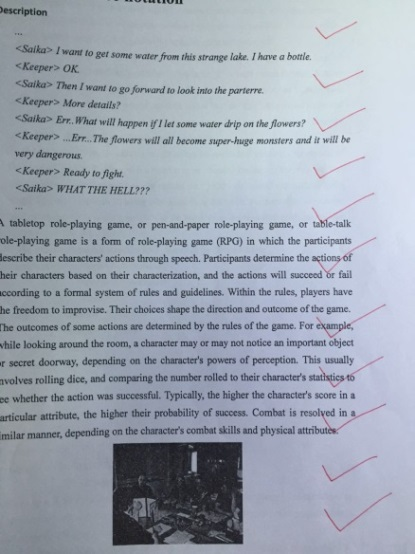 Description
...
<Saika> I want to get some water from this strange lake. I have a bottle.
<Keeper> OK.
<Saika> Then I want to go forward to look into the parterre.
<Keeper> More details?
<Saika> Err..What will happen if I let some water drip on the flowers?
<Keeper> ...Err...The flowers will all become super-huge monsters and it will be
very dangerous.
<Keeper> Ready to fight.
<Saika> WHAT THE HELL???
...
A tabletop role-playing game, or pen-and-paper role-playing game, or table-talk
role-playing game is a form of role-playing game (RPG) in which the participants
describe their characters' actions through speech. Participants determine the actions of
their characters based on their characterization, and the actions will succeed or fail
according to a formal system of rules and guidelines. Within the rules, players have
the freedom to improvise. Their choices shape the direction and outcome of the game.
The outcomes of some actions are determined by the rules of the game. For example,
while looking around the room, a character may or may not notice an important object
or secret doorway, depending on the character's powers of perception. This usually
involves rolling dice, and comparing the number rolled to their character's statistics to
see whether the action was successful. Typically, the higher the character's score in a
particular attribute, the higher their probability of success. Combat is resolved in a
similar manner, depending on the character's combat skills and physical attributes.